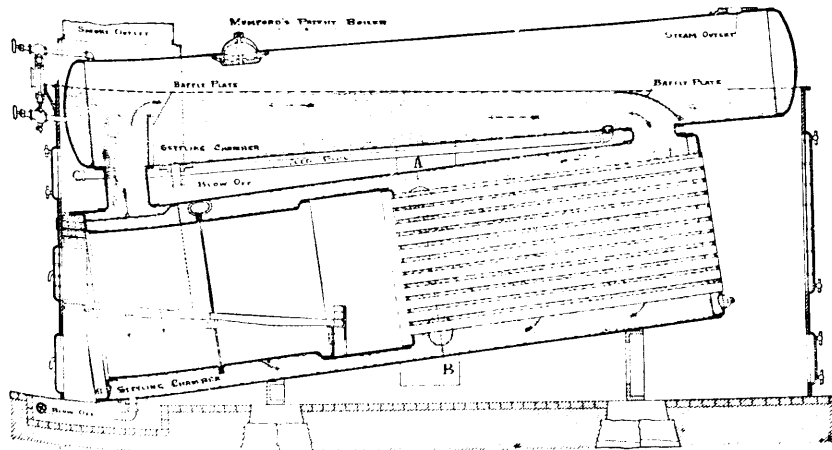 MUMFORD'S PATENT BOILER
SMOKE OUTLET
STEAM OUTLET
BAFFLE PLATE
BAFFLE PLATE
SETTLING CHAMBER
FEED PIPE
A
C
BLOW OFF
B
SETTLING CHAMBER
BLOW OFF